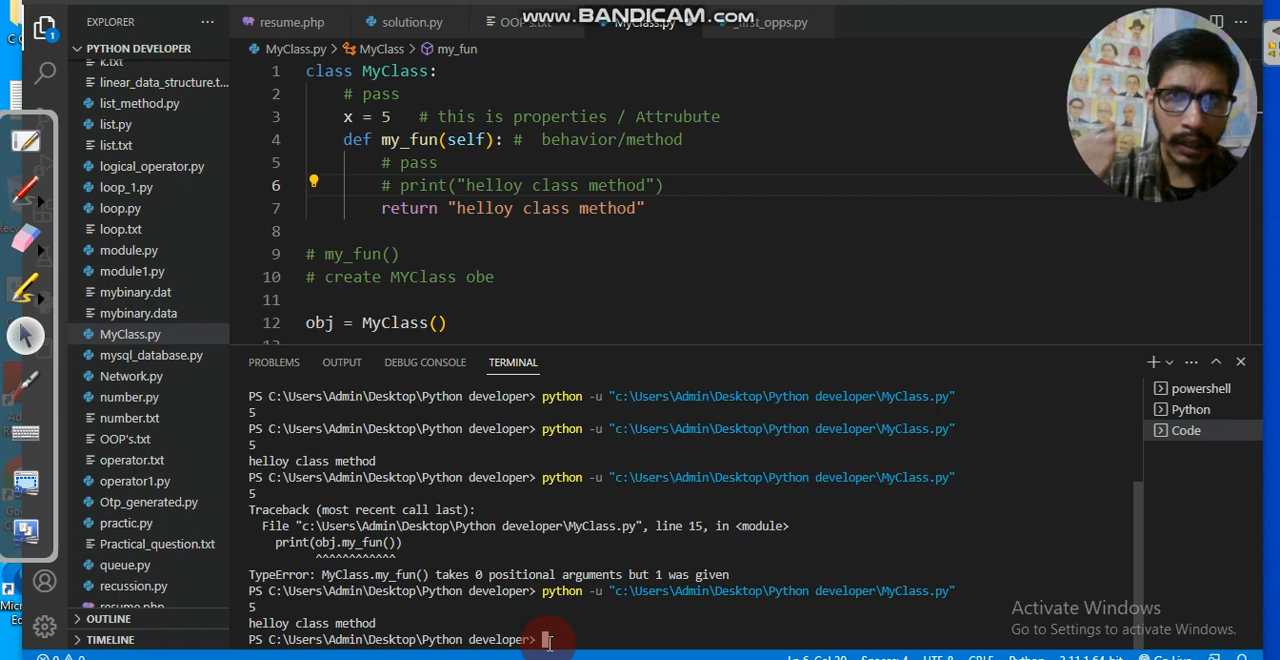 www.BANDICAM.com
EXPLORER
resume.php
solution.py
MyClass.py
_first_opps.py
PYTHON DEVELOPER
MyClass.py > MyClass > my_fun
k.txt
linear_data_structure.t...
list_method.py
list.py
list.txt
logical_operator.py
loop_1.py
loop.py
loop.txt
module.py
module1.py
mybinary.dat
mybinary.data
MyClass.py
mysql_database.py
Network.py
number.py
number.txt
OOP's.txt
operator.txt
operator1.py
Otp_generated.py
practic.py
Practical_question.txt
queue.py
recussion.py
resume.php
OUTLINE
TIMELINE
1 class MyClass:
2 # pass
3 x = 5 # this is properties / Attrubute
4 def my_fun(self): # behavior/method
5 # pass
6 # print("helloy class method")
7 return "helloy class method"
8
9 # my_fun()
10 # create MYClass obe
11
12 obj = MyClass()
PROBLEMS OUTPUT DEBUG CONSOLE TERMINAL
PS C:\Users\Admin\Desktop\Python developer> python -u "c:\Users\Admin\Desktop\Python developer\MyClass.py"
5
PS C:\Users\Admin\Desktop\Python developer> python -u "c:\Users\Admin\Desktop\Python developer\MyClass.py"
5
helloy class method
PS C:\Users\Admin\Desktop\Python developer> python -u "c:\Users\Admin\Desktop\Python developer\MyClass.py"
5
Traceback (most recent call last):
File "c:\Users\Admin\Desktop\Python developer\MyClass.py", line 15, in <module>
print(obj.my_fun())
^^^^^^^^^^^^
TypeError: MyClass.my_fun() takes 0 positional arguments but 1 was given
PS C:\Users\Admin\Desktop\Python developer> python -u "c:\Users\Admin\Desktop\Python developer\MyClass.py"
5
helloy class method
PS C:\Users\Admin\Desktop\Python developer>
powershell
Python
Code
Activate Windows
Go to Settings to activate Windows.